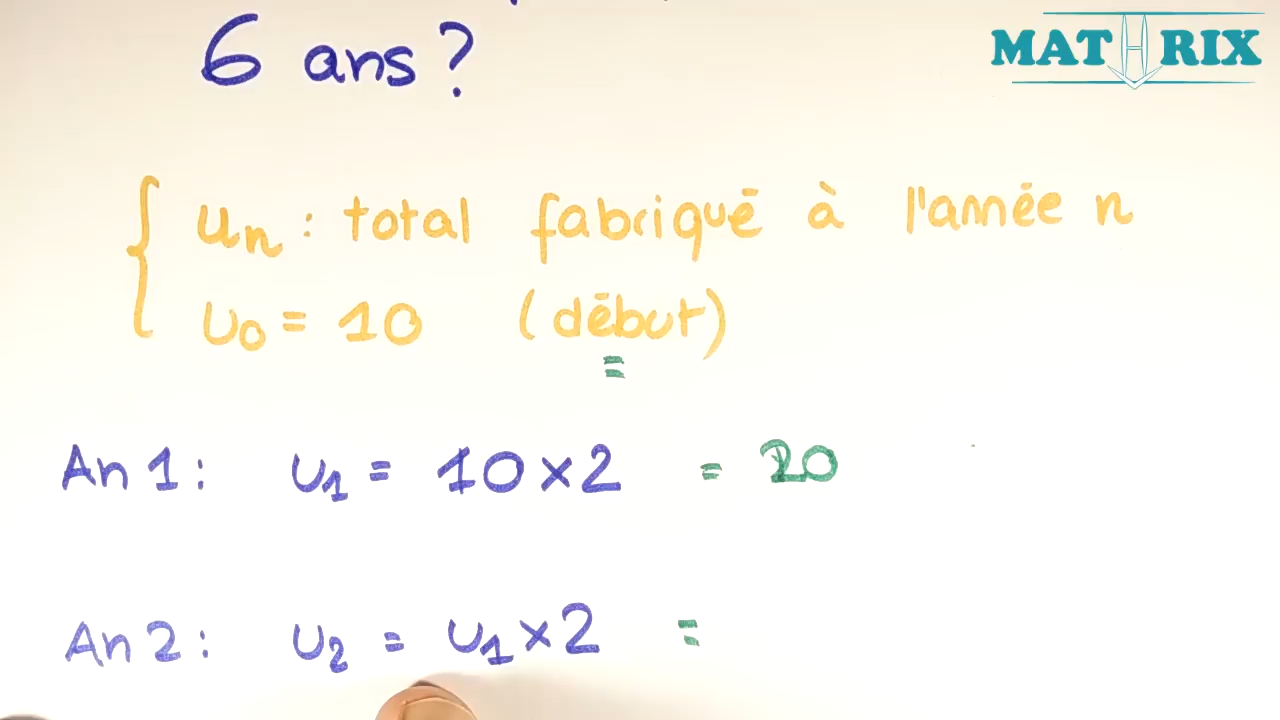 MATHRIX
6 ans ?
un : total fabriqué à l'année n
U0 = 10 (début)
=
An 1 : U1 = 10 x 2 = 20
An 2 : U2 = U1 x 2 =